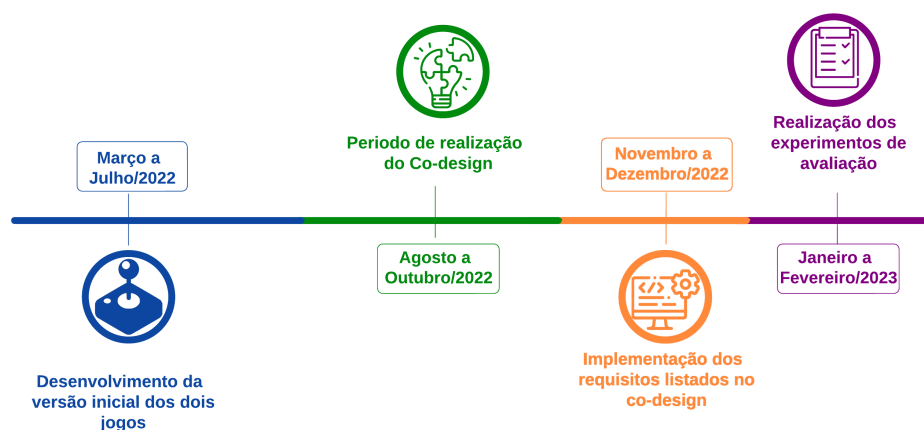 Março a
Julho/2022
Desenvolvimento da
versão inicial dos dois
jogos
Periodo de realização
do Co-design
Agosto a
Outubro/2022
Novembro a
Dezembro/2022
Implementação dos
requisitos listados no
co-design
Realização dos
experimentos de
avaliação
Janeiro a
Fevereiro/2023